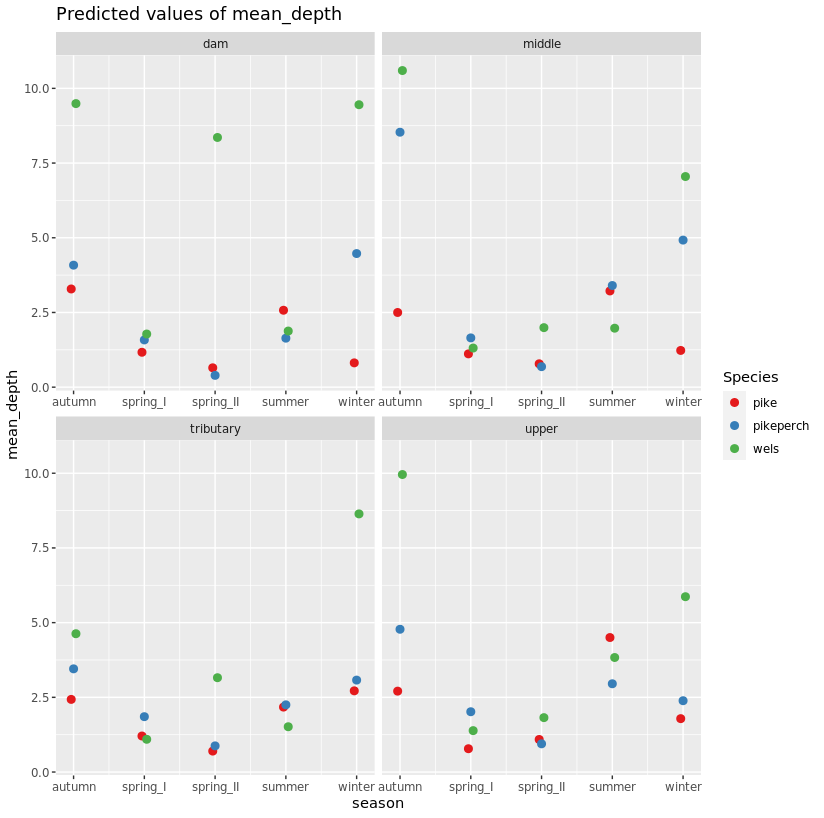 Predicted values of mean_depth
dam
middle
10.0
7.5
5.0
2.5
0.0
autumn spring_I spring_II summer winter
autumn spring_I spring_II summer winter
tributary
upper
10.0
7.5
5.0
2.5
0.0
autumn spring_I spring_II summer winter
autumn spring_I spring_II summer winter
season
mean_depth
Species
pike
pikeperch
wels